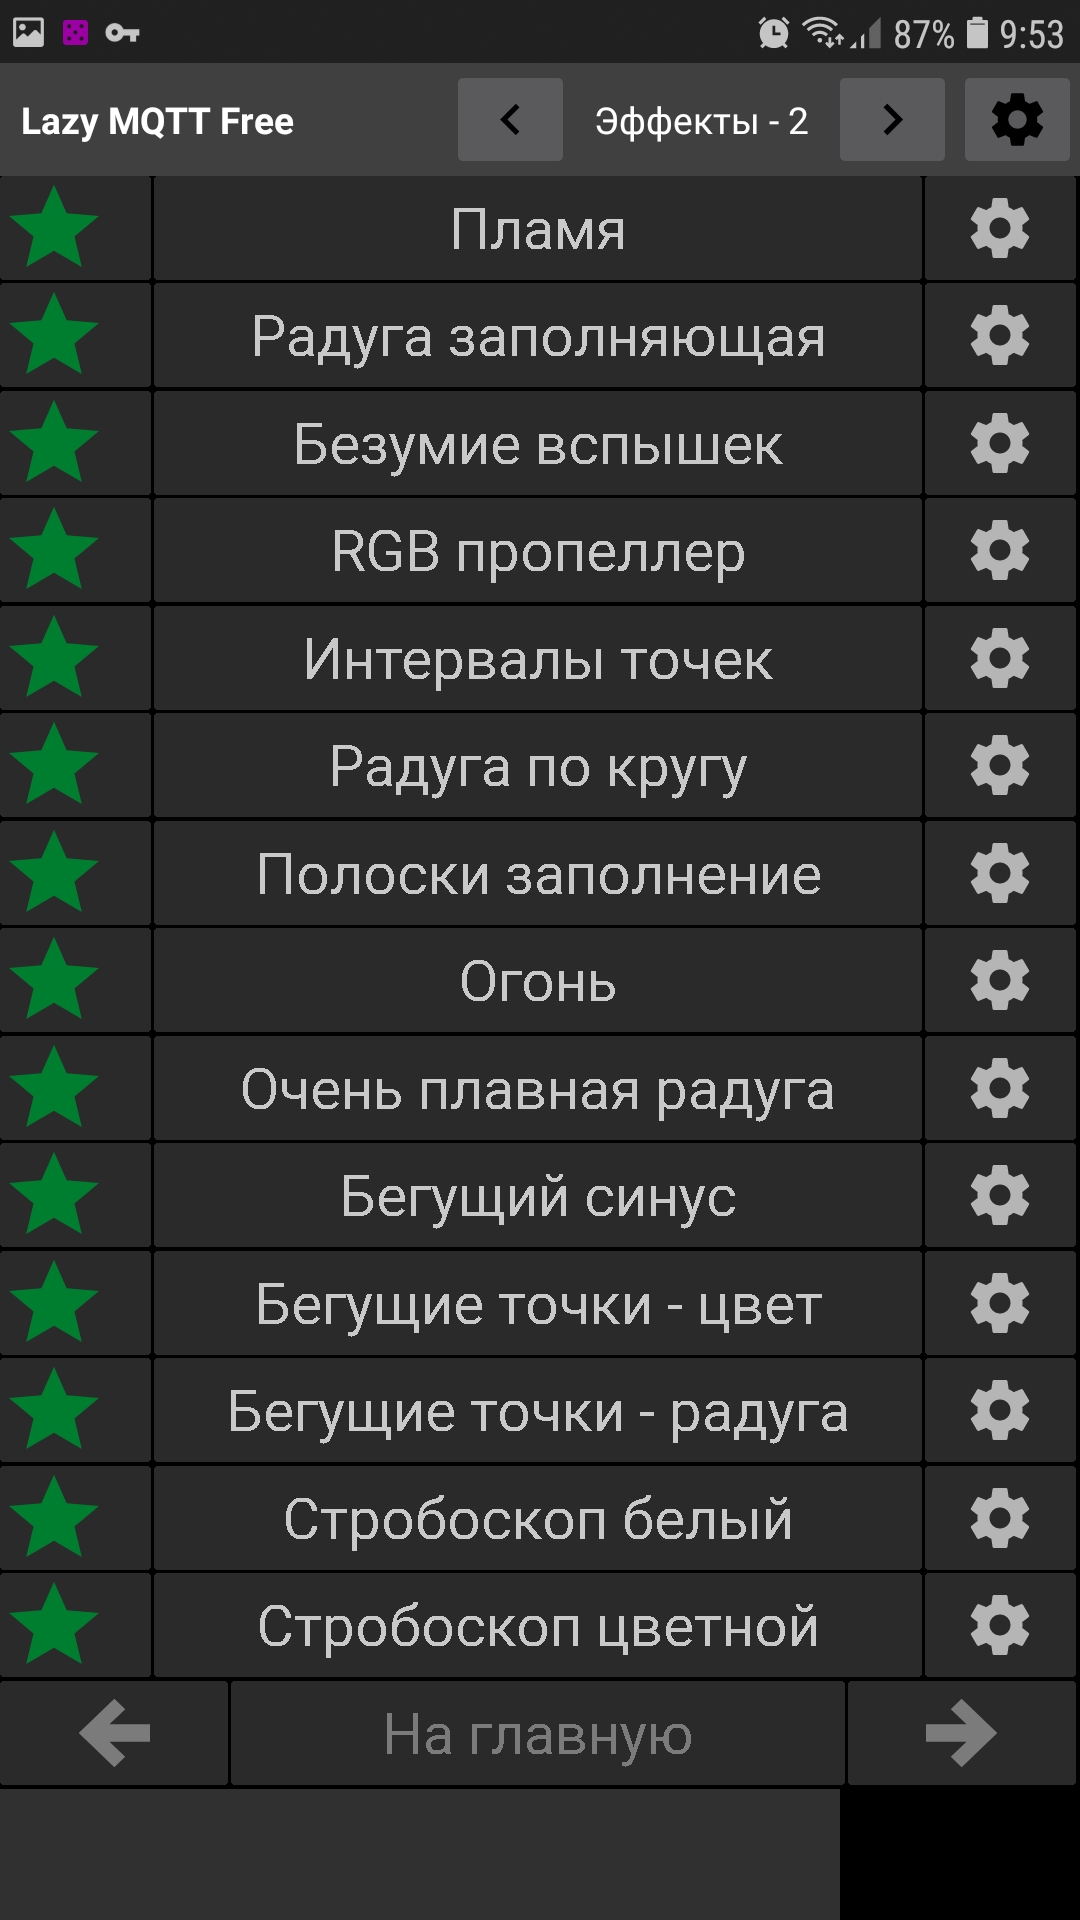 87% 9:53
Lazy MQTT Free Эффекты - 2
Пламя
Радуга заполняющая
Безумие вспышек
RGB пропеллер
Интервалы точек
Радуга по кругу
Полоски заполнение
Огонь
Очень плавная радуга
Бегущий синус
Бегущие точки - цвет
Бегущие точки - радуга
Стробоскоп белый
Стробоскоп цветной
На главную